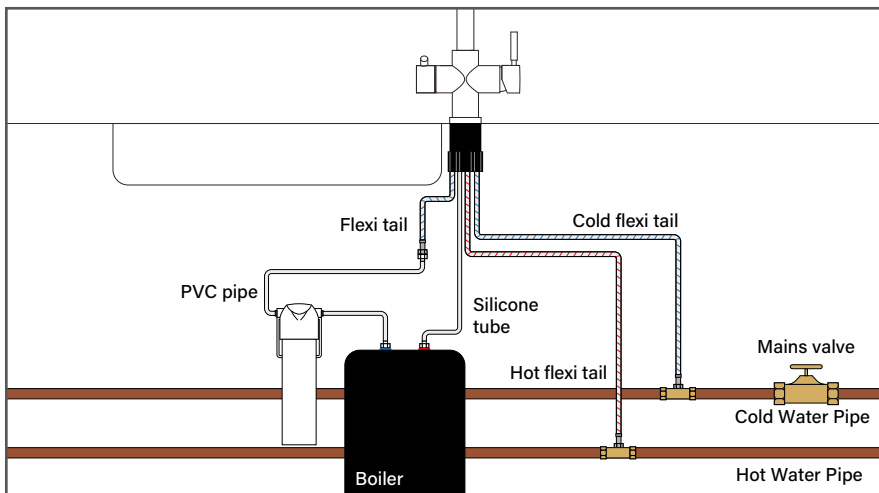 Flexi tail
Cold flexi tail
PVC pipe
Silicone
tube
Mains valve
Hot flexi tail
Cold Water Pipe
Boiler
Hot Water Pipe